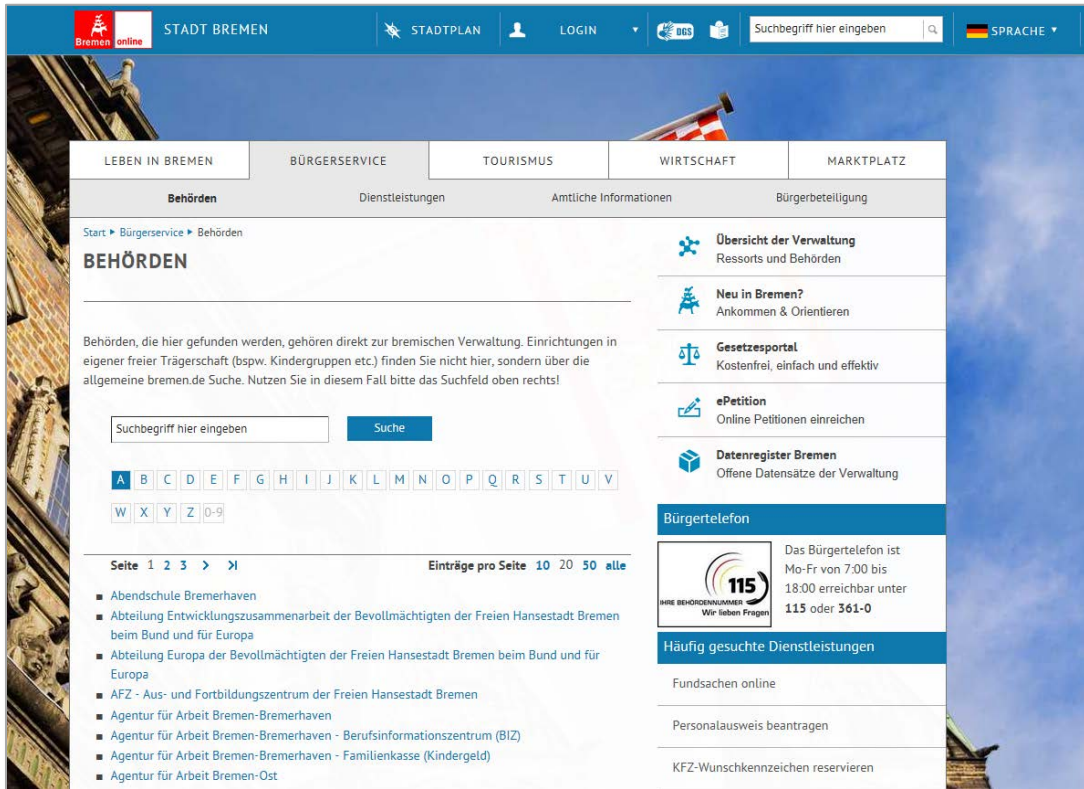 Bremen online
STADT BREMEN
STADTPLAN
LOGIN
DGS
Suchbegriff hier eingeben
SPRACHE
LEBEN IN BREMEN
BÜRGERSERVICE
TOURISMUS
WIRTSCHAFT
MARKTPLATZ
Behörden
Dienstleistungen
Amtliche Informationen
Bürgerbeteiligung
Start ▶ Bürgerservice ▶ Behörden
BEHÖRDEN
Behörden, die hier gefunden werden, gehören direkt zur bremischen Verwaltung. Einrichtungen in
eigener freier Trägerschaft (bspw. Kindergruppen etc.) finden Sie nicht hier, sondern über die
allgemeine bremen.de Suche. Nutzen Sie in diesem Fall bitte das Suchfeld oben rechts!
Suchbegriff hier eingeben
Suche
A B C D E F G H I J K L M N O P Q R S T U V
W X Y Z 0-9
Seite 1 2 3 > >I
Einträge pro Seite 10 20 50 alle
■ Abendschule Bremerhaven
■ Abteilung Entwicklungszusammenarbeit der Bevollmächtigten der Freien Hansestadt Bremen
beim Bund und für Europa
■ Abteilung Europa der Bevollmächtigten der Freien Hansestadt Bremen beim Bund und für
Europa
■ AFZ - Aus- und Fortbildungszentrum der Freien Hansestadt Bremen
■ Agentur für Arbeit Bremen-Bremerhaven
■ Agentur für Arbeit Bremen-Bremerhaven - Berufsinformationszentrum (BIZ)
■ Agentur für Arbeit Bremen-Bremerhaven - Familienkasse (Kindergeld)
■ Agentur für Arbeit Bremen-Ost
Übersicht der Verwaltung
Ressorts und Behörden
Neu in Bremen?
Ankommen & Orientieren
Gesetzesportal
Kostenfrei, einfach und effektiv
ePetition
Online Petitionen einreichen
Datenregister Bremen
Offene Datensätze der Verwaltung
Bürgertelefon
115
IHRE BEHÖRDENNUMMER
Wir lieben Fragen
Das Bürgertelefon ist
Mo-Fr von 7:00 bis
18:00 erreichbar unter
115 oder 361-0
Häufig gesuchte Dienstleistungen
Fundsachen online
Personalausweis beantragen
KFZ-Wunschkennzeichen reservieren